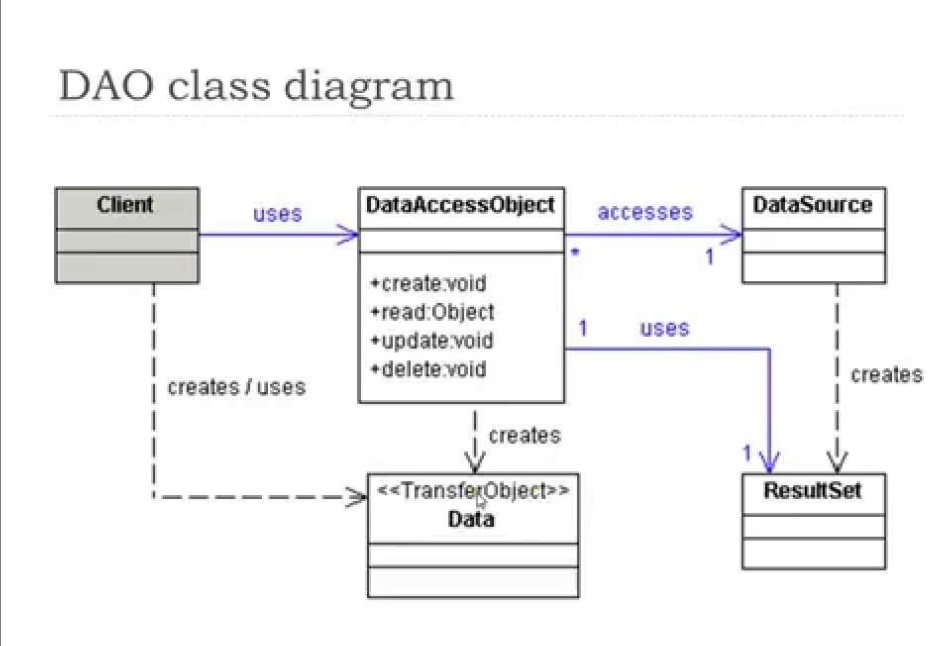 DAO class diagram
Client
uses
DataAccessObject
accesses
DataSource
*
1
+create:void
+read:Object
+update:void
+delete:void
1
uses
creates / uses
creates
creates
1
<<TransferObject>>
Data
ResultSet